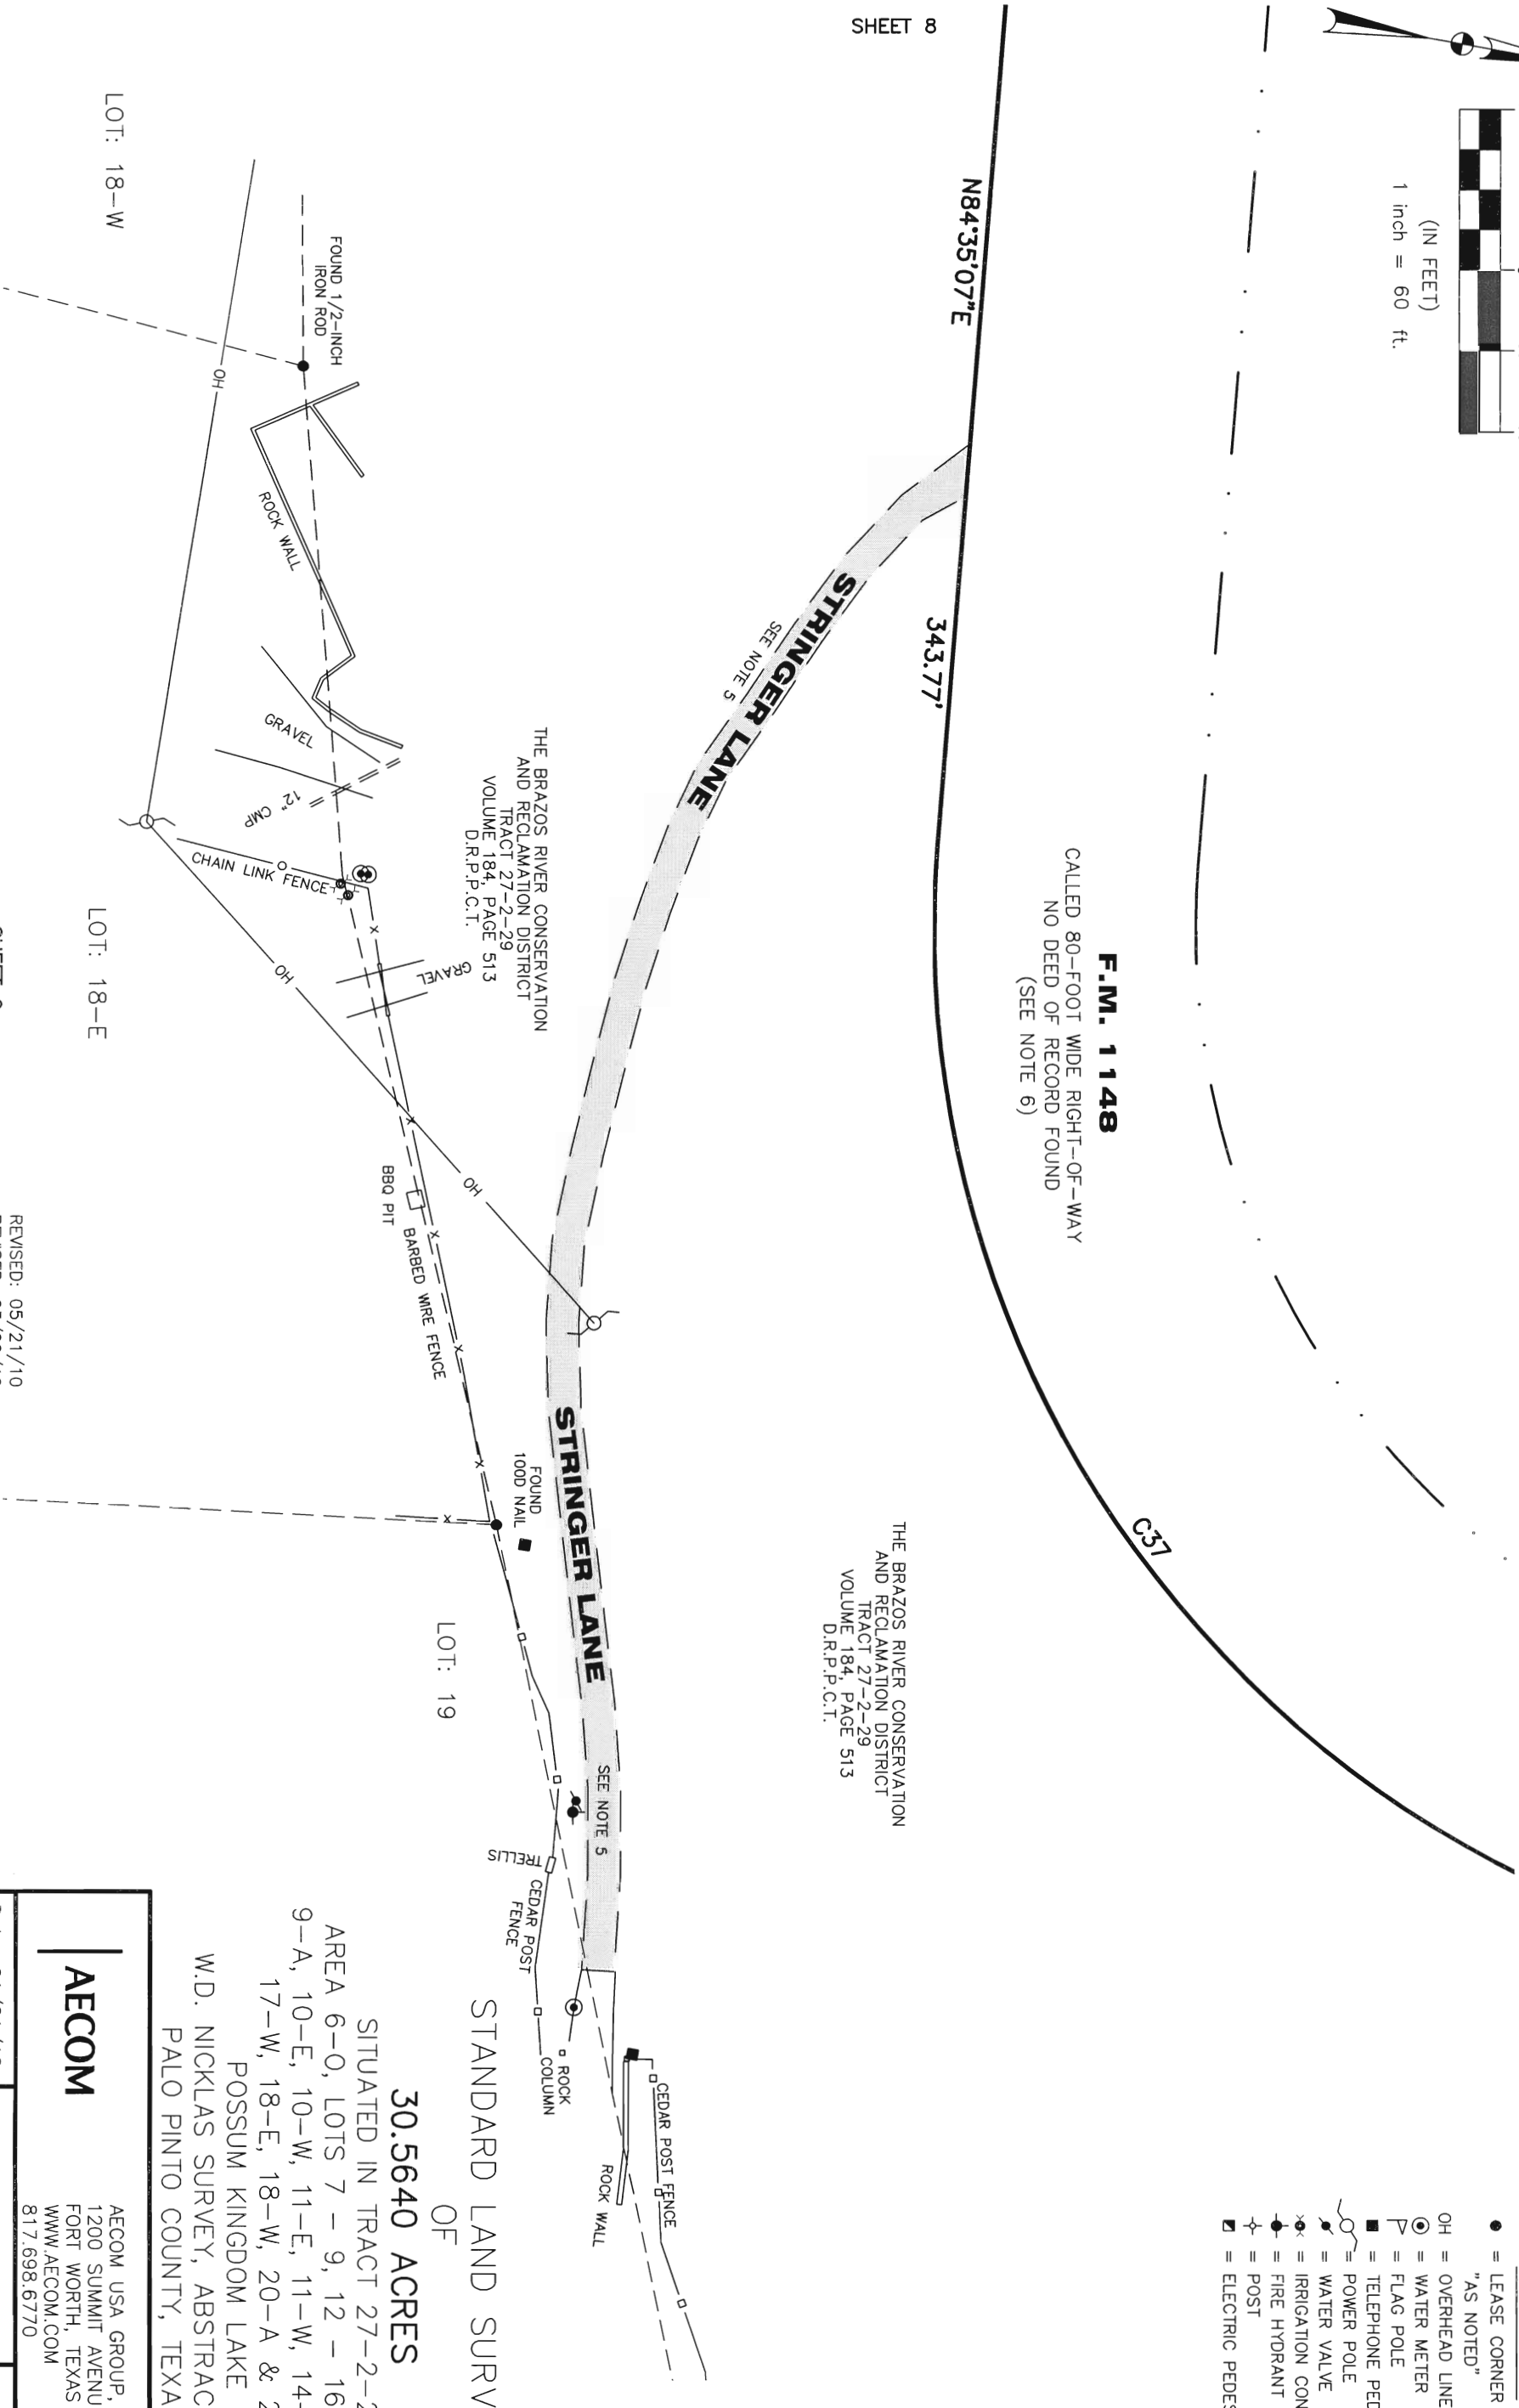 SHEET 8
(IN FEET)
1 inch = 60 ft.
N84°35'07"E
343.77'
C37
F.M. 1148
CALLED 80-FOOT WIDE RIGHT-OF-WAY
NO DEED OF RECORD FOUND
(SEE NOTE 6)
STRINGER LANE
SEE NOTE 5
THE BRAZOS RIVER CONSERVATION
AND RECLAMATION DISTRICT
TRACT 27-2-29
VOLUME 184, PAGE 513
D.R.P.P.C.T.
THE BRAZOS RIVER CONSERVATION
AND RECLAMATION DISTRICT
TRACT 27-2-29
VOLUME 184, PAGE 513
D.R.P.P.C.T.
STRINGER LANE
SEE NOTE 5
LOT: 18-W
FOUND 1/2-INCH
IRON ROD
OH
ROCK WALL
GRAVEL
12" CMP
CHAIN LINK FENCE
GRAVEL
OH
OH
LOT: 18-E
BBQ PIT
BARBED WIRE FENCE
FOUND
100D NAIL
LOT: 19
TRELLIS
CEDAR POST
FENCE
ROCK
COLUMN
CEDAR POST FENCE
ROCK WALL
= LEASE CORNER
"AS NOTED"
OH = OVERHEAD LINE
= WATER METER
= FLAG POLE
= TELEPHONE PED
= POWER POLE
= WATER VALVE
= IRRIGATION CON
= FIRE HYDRANT
= POST
= ELECTRIC PEDES
STANDARD LAND SURV
OF
30.5640 ACRES
SITUATED IN TRACT 27-2-2
AREA 6-O, LOTS 7 - 9, 12 - 16
9-A, 10-E, 10-W, 11-E, 11-W, 14-
17-W, 18-E, 18-W, 20-A & 2
POSSUM KINGDOM LAKE
W.D. NICKLAS SURVEY, ABSTRAC
PALO PINTO COUNTY, TEXA
AECOM
AECOM USA GROUP,
1200 SUMMIT AVENU
FORT WORTH, TEXAS
WWW.AECOM.COM
817.698.6770
REVISED: 05/21/10